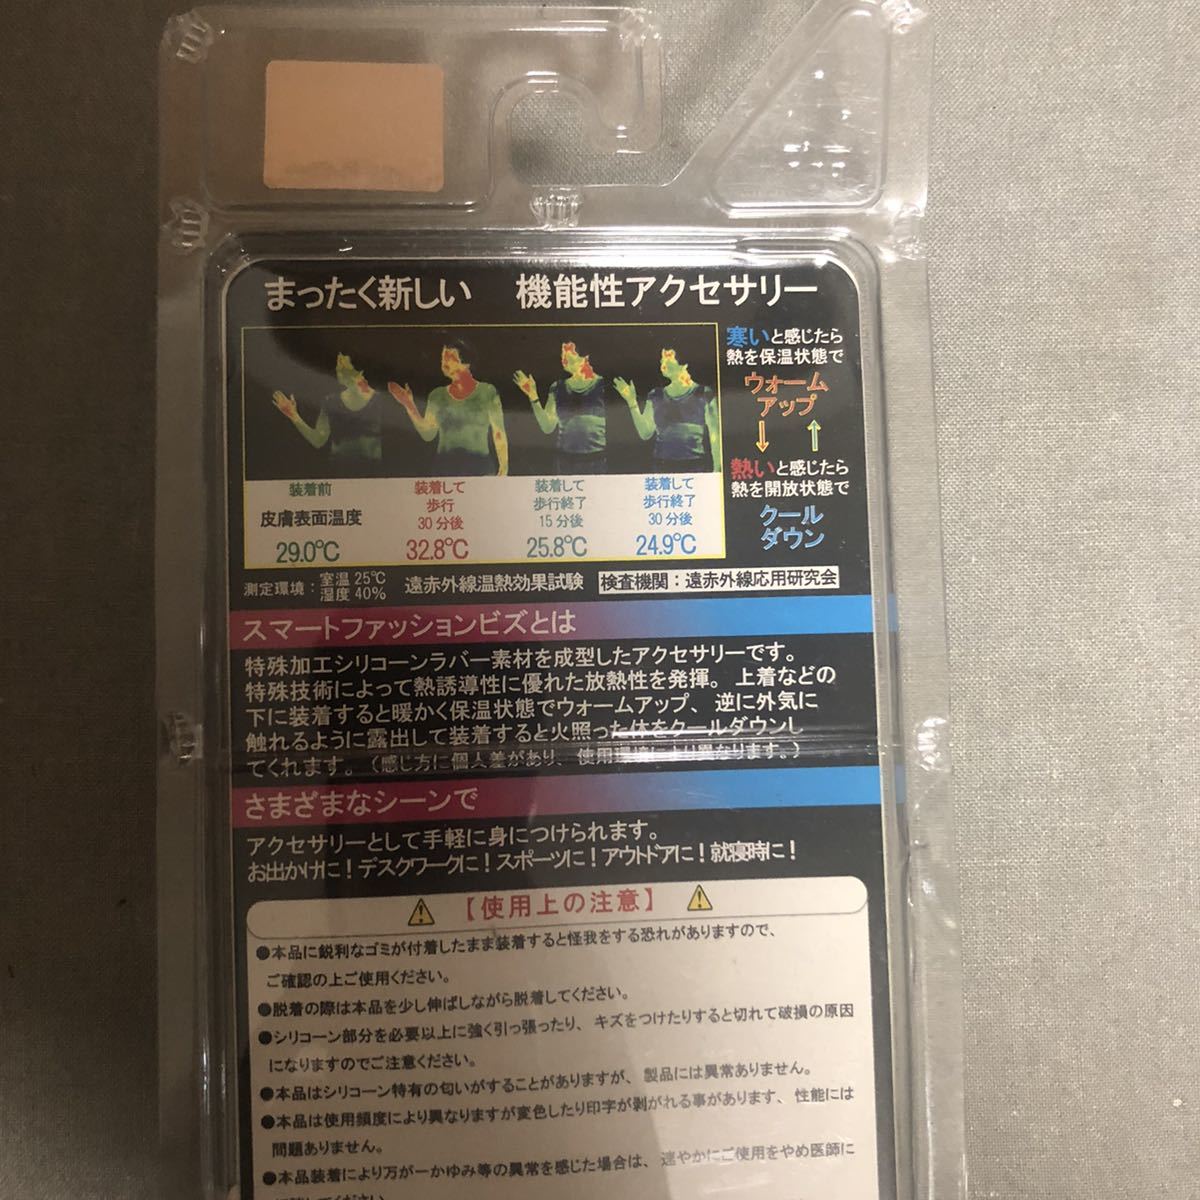 まったく新しい 機能性アクセサリー
寒いと感じたら
熱を保温状態で
ウォーム
アップ
熱いと感じたら
熱を開放状態で
クール
ダウン
装着前
皮膚表面温度
29.0℃
装着して
歩行
30分後
32.8℃
装着して
歩行終了
15分後
25.8℃
装着して
歩行終了
30分後
24.9℃
測定環境：室温 25℃
湿度 40%
遠赤外線温熱効果試験 検査機関：遠赤外線応用研究会
スマートファッションビズとは
特殊加工シリコーンラバー素材を成型したアクセサリーです。
特殊技術によって熱誘導性に優れた放熱性を発揮。上着などの
下に装着すると暖かく保温状態でウォームアップ、逆に外気に
触れるように露出して装着すると火照った体をクールダウンし
てくれます。（感じ方に個人差があり、使用環境により異なります。）
さまざまなシーンで
アクセサリーとして手軽に身につけられます。
お出かけに！デスクワークに！スポーツに！アウトドアに！就寝時に！
【使用上の注意】
●本品に鋭利なゴミが付着したまま装着すると怪我をする恐れがありますので、
ご確認の上ご使用ください。
●脱着の際は本品を少し伸ばしながら脱着してください。
●シリコーン部分を必要以上に強く引っ張ったり、キズをつけたりすると切れて破損の原因
になりますのでご注意ください。
●本品はシリコーン特有の匂いがすることがありますが、製品には異常ありません。
●本品は使用頻度により異なりますが変色したり印字が剥がれる事があります、性能には
問題ありません。
●本品装着により万が一かゆみ等の異常を感じた場合は、速やかにご使用をやめ医師に